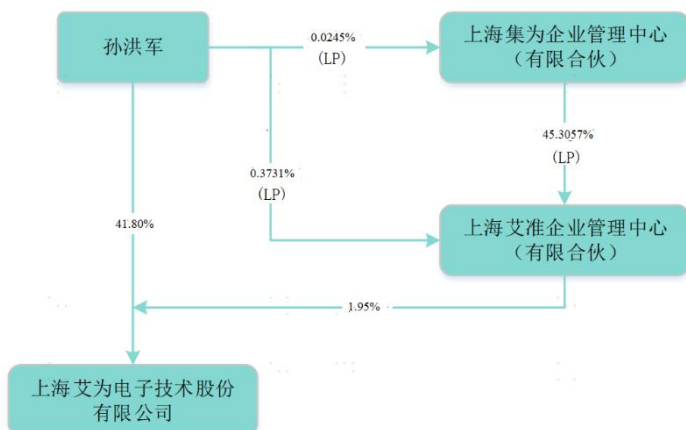 孙洪军
0.0245%
(LP)
上海集为企业管理中心
（有限合伙）
45.3057%
(LP)
0.3731%
(LP)
41.80%
上海艾准企业管理中心
（有限合伙）
1.95%
上海艾为电子技术股份
有限公司